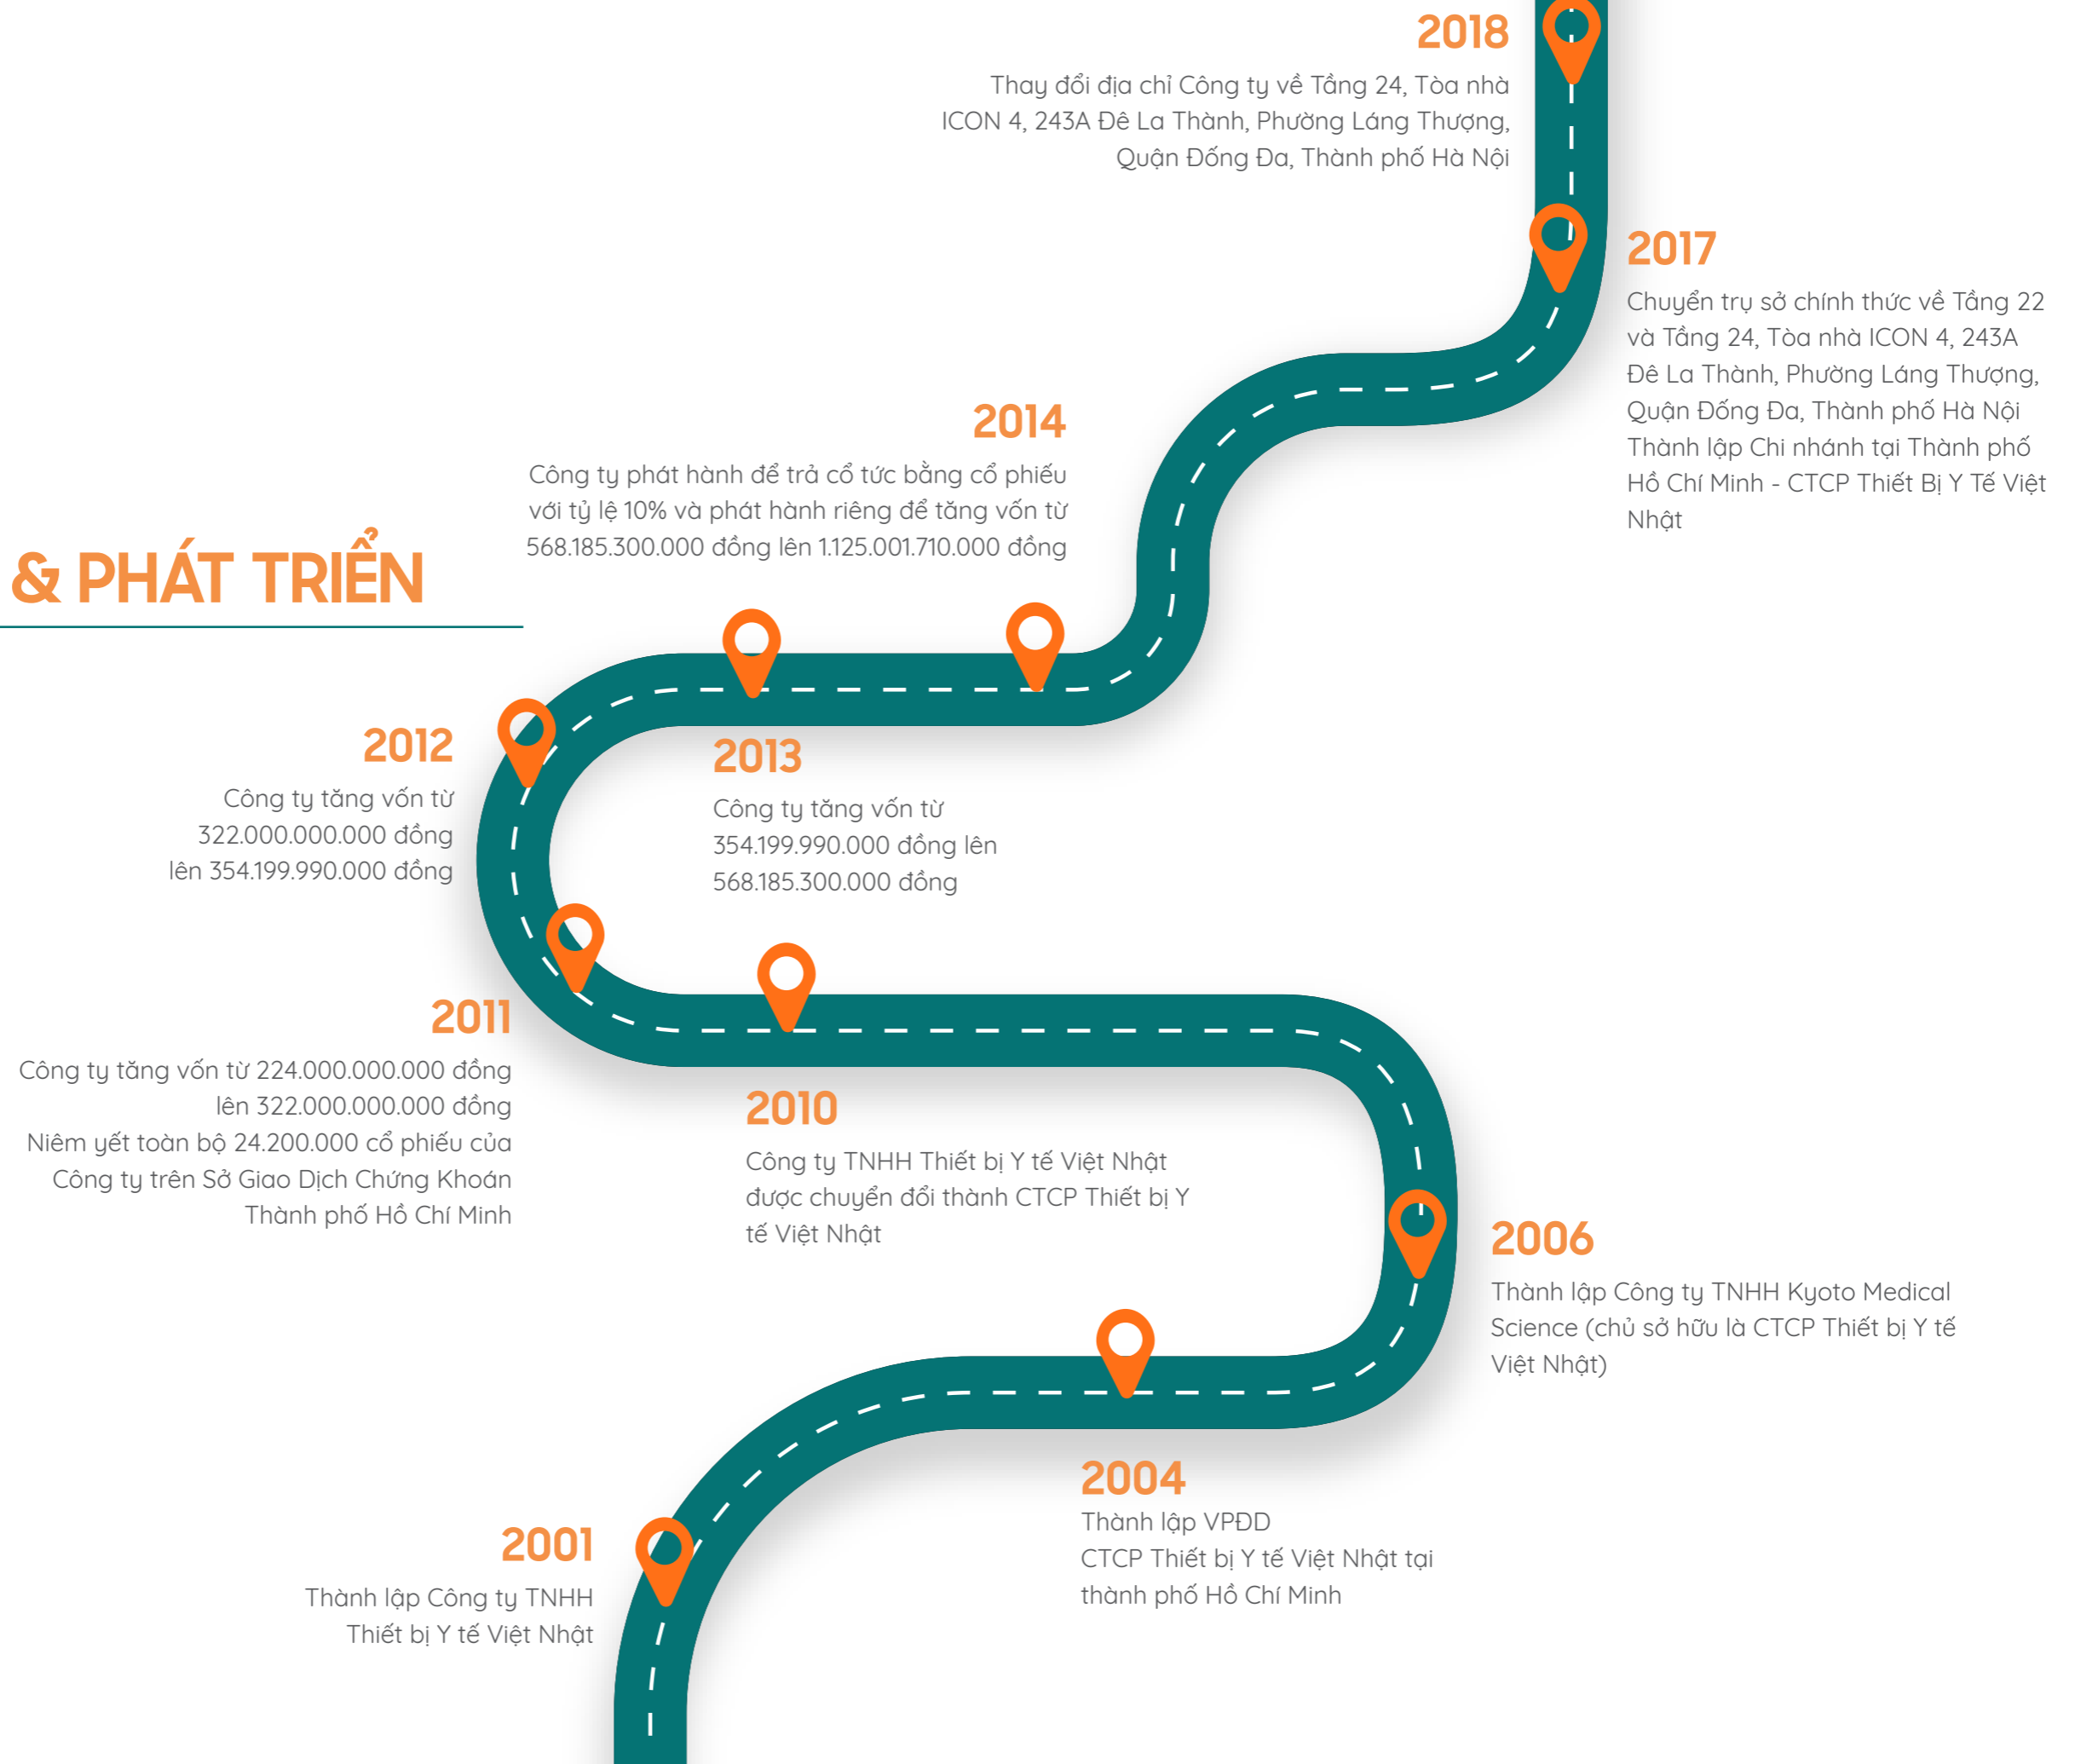 2018
Thay đổi địa chỉ Công ty về Tầng 24, Tòa nhà
ICON 4, 243A Đê La Thành, Phường Láng Thượng,
Quận Đống Đa, Thành phố Hà Nội
2017
Chuyển trụ sở chính thức về Tầng 22
và Tầng 24, Tòa nhà ICON 4, 243A
Đê La Thành, Phường Láng Thượng,
Quận Đống Đa, Thành phố Hà Nội
Thành lập Chi nhánh tại Thành phố
Hồ Chí Minh - CTCP Thiết Bị Y Tế Việt
Nhật
2014
Công ty phát hành để trả cổ tức bằng cổ phiếu
với tỷ lệ 10% và phát hành riêng để tăng vốn từ
568.185.300.000 đồng lên 1.125.001.710.000 đồng
& PHÁT TRIỂN
2012
Công ty tăng vốn từ
322.000.000.000 đồng
lên 354.199.990.000 đồng
2013
Công ty tăng vốn từ
354.199.990.000 đồng lên
568.185.300.000 đồng
2011
Công ty tăng vốn từ 224.000.000.000 đồng
lên 322.000.000.000 đồng
Niêm yết toàn bộ 24.200.000 cổ phiếu của
Công ty trên Sở Giao Dịch Chứng Khoán
Thành phố Hồ Chí Minh
2010
Công ty TNHH Thiết bị Y tế Việt Nhật
được chuyển đổi thành CTCP Thiết bị Y
tế Việt Nhật
2006
Thành lập Công ty TNHH Kyoto Medical
Science (chủ sở hữu là CTCP Thiết bị Y tế
Việt Nhật)
2004
Thành lập VPĐD
CTCP Thiết bị Y tế Việt Nhật tại
thành phố Hồ Chí Minh
2001
Thành lập Công ty TNHH
Thiết bị Y tế Việt Nhật